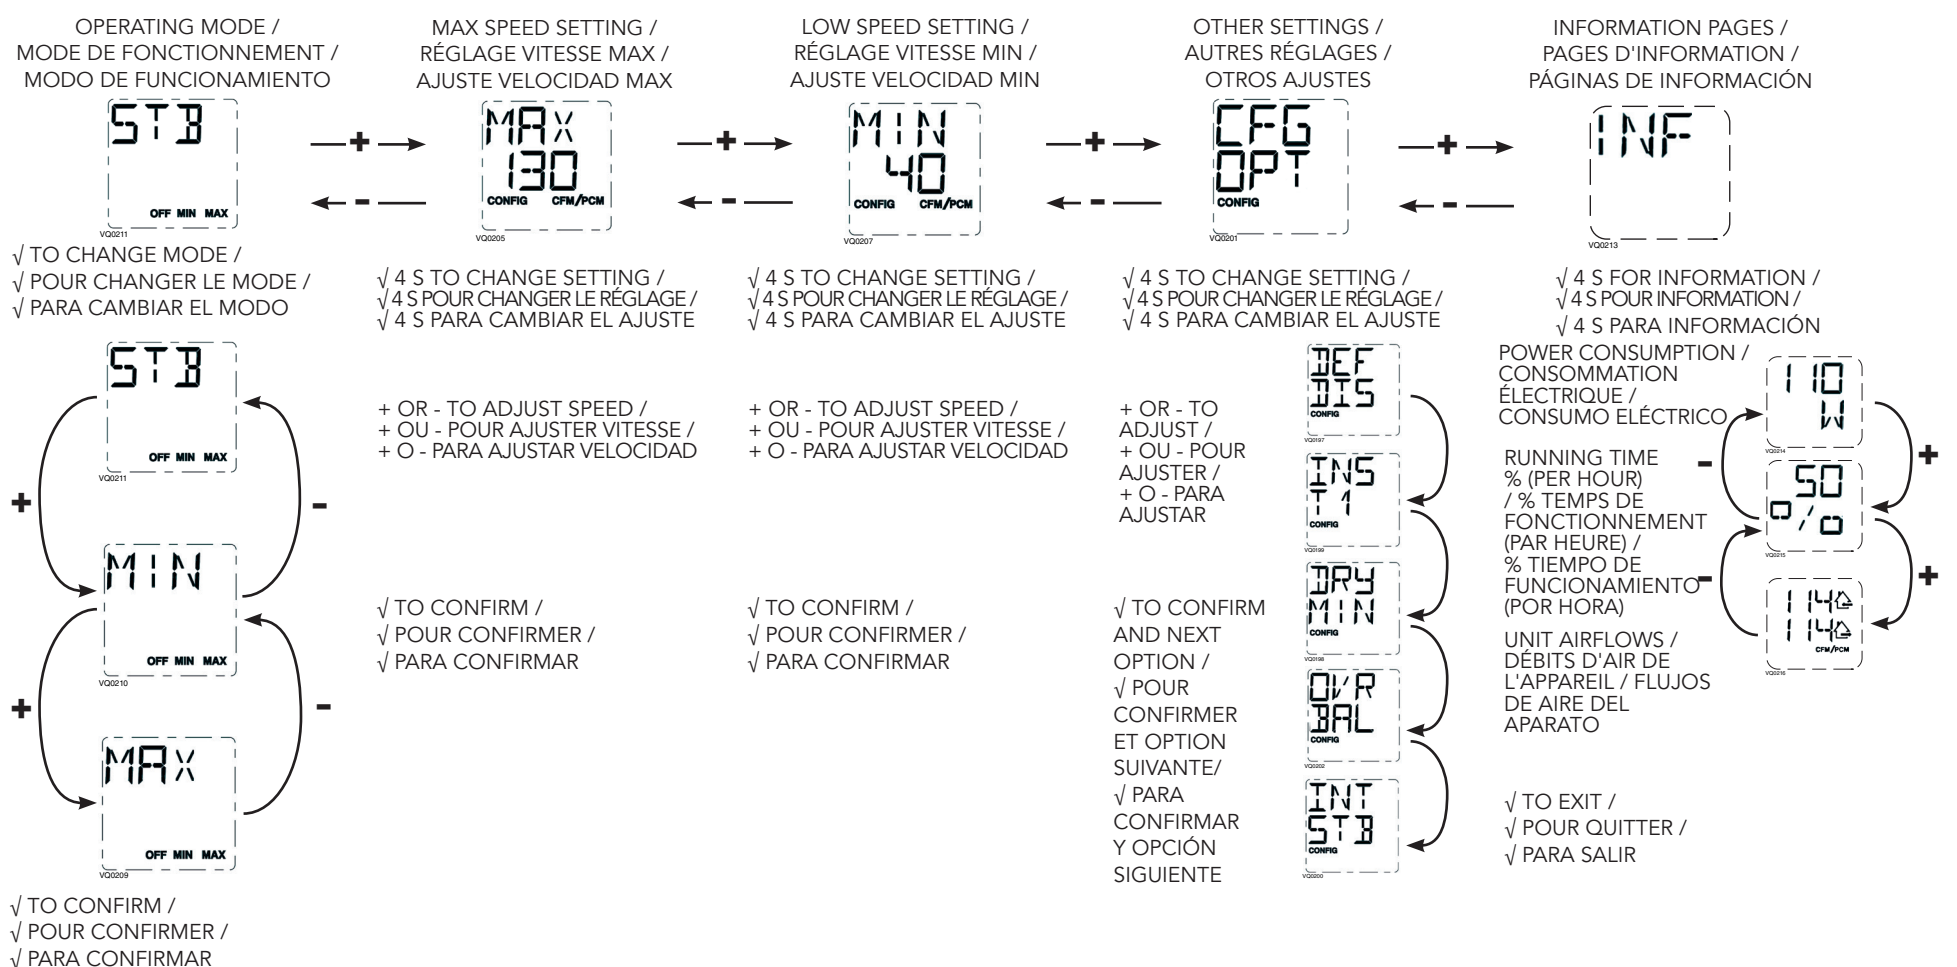 OPERATING MODE /
MODE DE FONCTIONNEMENT /
MODO DE FUNCIONAMIENTO
STB
OFF MIN MAX
VQ0211
√ TO CHANGE MODE /
√ POUR CHANGER LE MODE /
√ PARA CAMBIAR EL MODO
STB
OFF MIN MAX
VQ0211
+
-
MIN
OFF MIN MAX
VQ0210
+
-
MAX
OFF MIN MAX
VQ0209
√ TO CONFIRM /
√ POUR CONFIRMER /
√ PARA CONFIRMAR
+
-
MAX SPEED SETTING /
RÉGLAGE VITESSE MAX /
AJUSTE VELOCIDAD MAX
MAX
130
CONFIG CFM/PCM
VQ0205
√ 4 S TO CHANGE SETTING /
√ 4 S POUR CHANGER LE RÉGLAGE /
√ 4 S PARA CAMBIAR EL AJUSTE
+ OR - TO ADJUST SPEED /
+ OU - POUR AJUSTER VITESSE /
+ O - PARA AJUSTAR VELOCIDAD
√ TO CONFIRM /
√ POUR CONFIRMER /
√ PARA CONFIRMAR
+
-
LOW SPEED SETTING /
RÉGLAGE VITESSE MIN /
AJUSTE VELOCIDAD MIN
MIN
40
CONFIG CFM/PCM
VQ0207
√ 4 S TO CHANGE SETTING /
√ 4 S POUR CHANGER LE RÉGLAGE /
√ 4 S PARA CAMBIAR EL AJUSTE
+ OR - TO ADJUST SPEED /
+ OU - POUR AJUSTER VITESSE /
+ O - PARA AJUSTAR VELOCIDAD
√ TO CONFIRM /
√ POUR CONFIRMER /
√ PARA CONFIRMAR
+
-
OTHER SETTINGS /
AUTRES RÉGLAGES /
OTROS AJUSTES
CFG
OPT
CONFIG
VQ0201
√ 4 S TO CHANGE SETTING /
√ 4 S POUR CHANGER LE RÉGLAGE /
√ 4 S PARA CAMBIAR EL AJUSTE
+ OR - TO
ADJUST /
+ OU - POUR
AJUSTER /
+ O - PARA
AJUSTAR
√ TO CONFIRM
AND NEXT
OPTION /
√ POUR
CONFIRMER
ET OPTION
SUIVANTE/
√ PARA
CONFIRMAR
Y OPCIÓN
SIGUIENTE
DEF
DIS
CONFIG
VQ0197
INS
T 1
CONFIG
VQ0199
DRY
MIN
CONFIG
VQ0198
OVR
BAL
CONFIG
VQ0202
INT
STB
CONFIG
VQ0200
+
-
INFORMATION PAGES /
PAGES D'INFORMATION /
PÁGINAS DE INFORMACIÓN
INF
VQ0213
√ 4 S FOR INFORMATION /
√ 4 S POUR INFORMATION /
√ 4 S PARA INFORMACIÓN
POWER CONSUMPTION /
CONSOMMATION
ÉLECTRIQUE /
CONSUMO ELÉCTRICO
110
W
VQ0214
-
+
RUNNING TIME
% (PER HOUR)
/ % TEMPS DE
FONCTIONNEMENT
(PAR HEURE) /
% TIEMPO DE
FUNCIONAMIENTO
(POR HORA)
50
%
VQ0215
-
+
UNIT AIRFLOWS /
DÉBITS D'AIR DE
L'APPAREIL / FLUJOS
DE AIRE DEL
APARATO
114
114
CFM/PCM
VQ0216
√ TO EXIT /
√ POUR QUITTER /
√ PARA SALIR